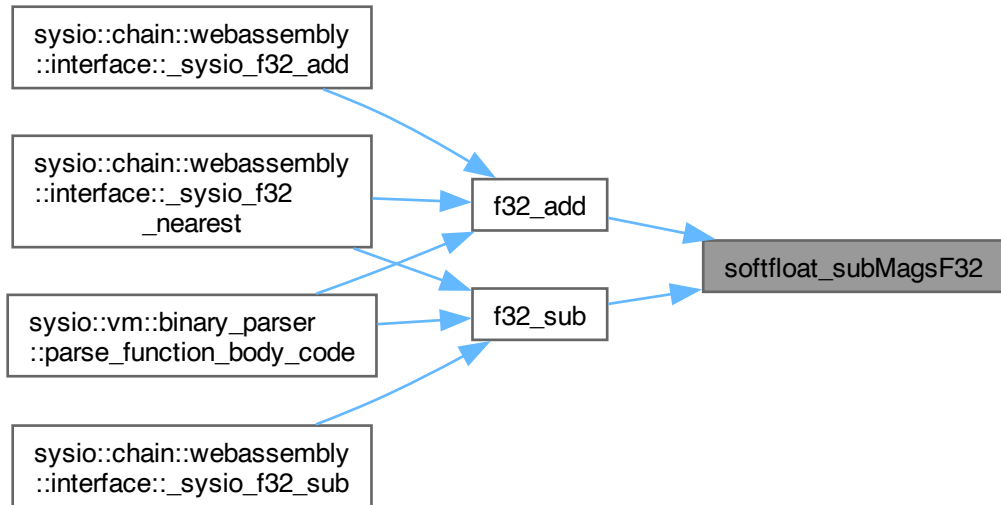 sysio::chain::webassembly
::interface::_sysio_f32_add
sysio::chain::webassembly
::interface::_sysio_f32
_nearest
f32_add
softfloat_subMagsF32
f32_sub
sysio::vm::binary_parser
::parse_function_body_code
sysio::chain::webassembly
::interface::_sysio_f32_sub